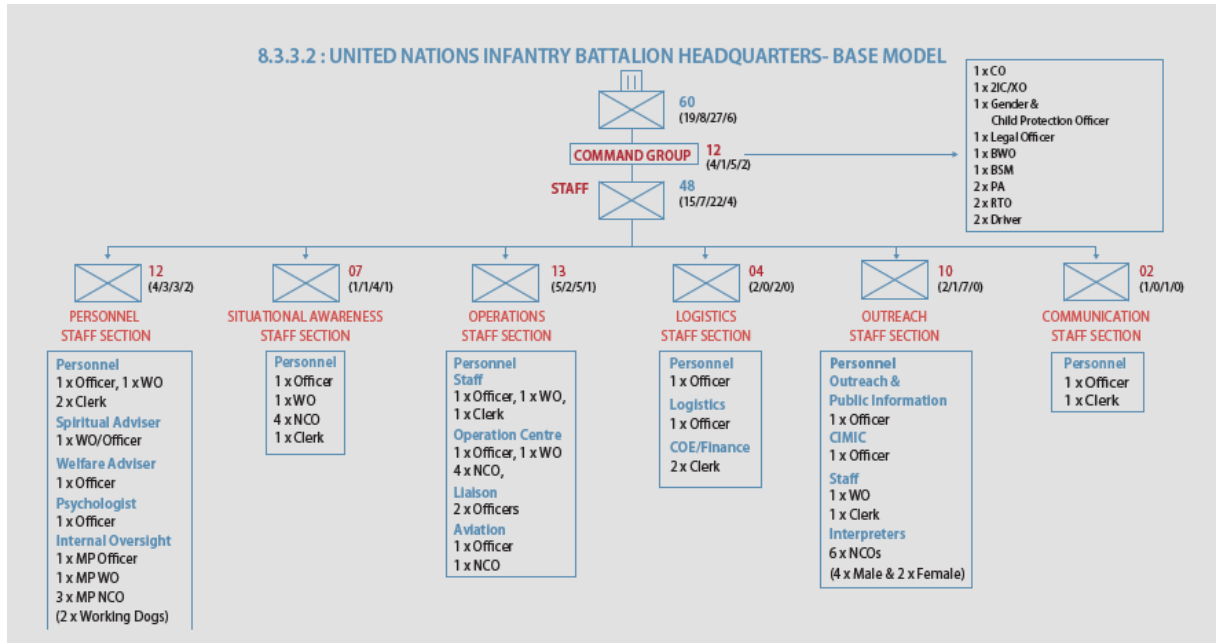 8.3.3.2 : UNITED NATIONS INFANTRY BATTALION HEADQUARTERS- BASE MODEL
60
(19/8/27/6)
COMMAND GROUP
12
(4/1/5/2)
1 x CO
1 x 2IC/XO
1 x Gender &
Child Protection Officer
1 x Legal Officer
1 x BWO
1 x BSM
2 x PA
2 x RTO
2 x Driver
STAFF
48
(15/7/22/4)
12
(4/3/3/2)
PERSONNEL
STAFF SECTION
Personnel
1 x Officer, 1 x WO
2 x Clerk
Spiritual Adviser
1 x WO/Officer
Welfare Adviser
1 x Officer
Psychologist
1 x Officer
Internal Oversight
1 x MP Officer
1 x MP WO
3 x MP NCO
(2 x Working Dogs)
07
(1/1/4/1)
SITUATIONAL AWARENESS
STAFF SECTION
Personnel
1 x Officer
1 x WO
4 x NCO
1 x Clerk
13
(5/2/5/1)
OPERATIONS
STAFF SECTION
Personnel
Staff
1 x Officer, 1 x WO,
1 x Clerk
Operation Centre
1 x Officer, 1 x WO
4 x NCO,
Liaison
2 x Officers
Aviation
1 x Officer
1 x NCO
04
(2/0/2/0)
LOGISTICS
STAFF SECTION
Personnel
1 x Officer
Logistics
1 x Officer
COE/Finance
2 x Clerk
10
(2/1/7/0)
OUTREACH
STAFF SECTION
Personnel
Outreach &
Public Information
1 x Officer
CIMIC
1 x Officer
Staff
1 x WO
1 x Clerk
Interpreters
6 x NCOs
(4 x Male & 2 x Female)
02
(1/0/1/0)
COMMUNICATION
STAFF SECTION
Personnel
1 x Officer
1 x Clerk